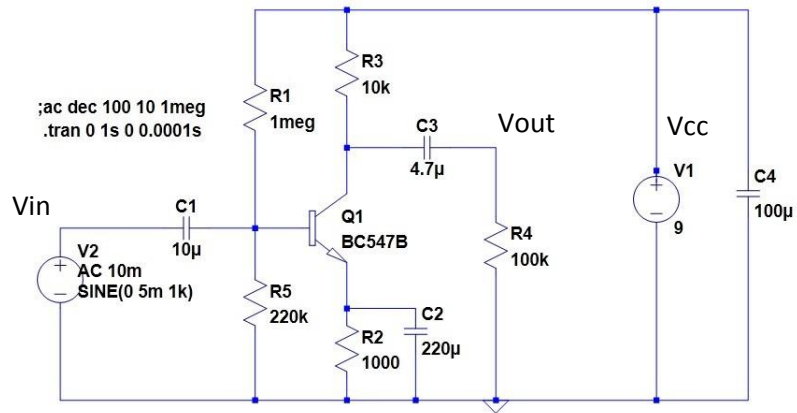 R3
10k
R1
1meg
;ac dec 100 10 1meg
.tran 0 1s 0 0.0001s
C3
4.7µ
Vout
Vcc
V1
9
C4
100µ
Vin
C1
10µ
Q1
BC547B
R4
100k
V2
AC 10m
SINE(0 5m 1k)
R5
220k
R2
1000
C2
220µ